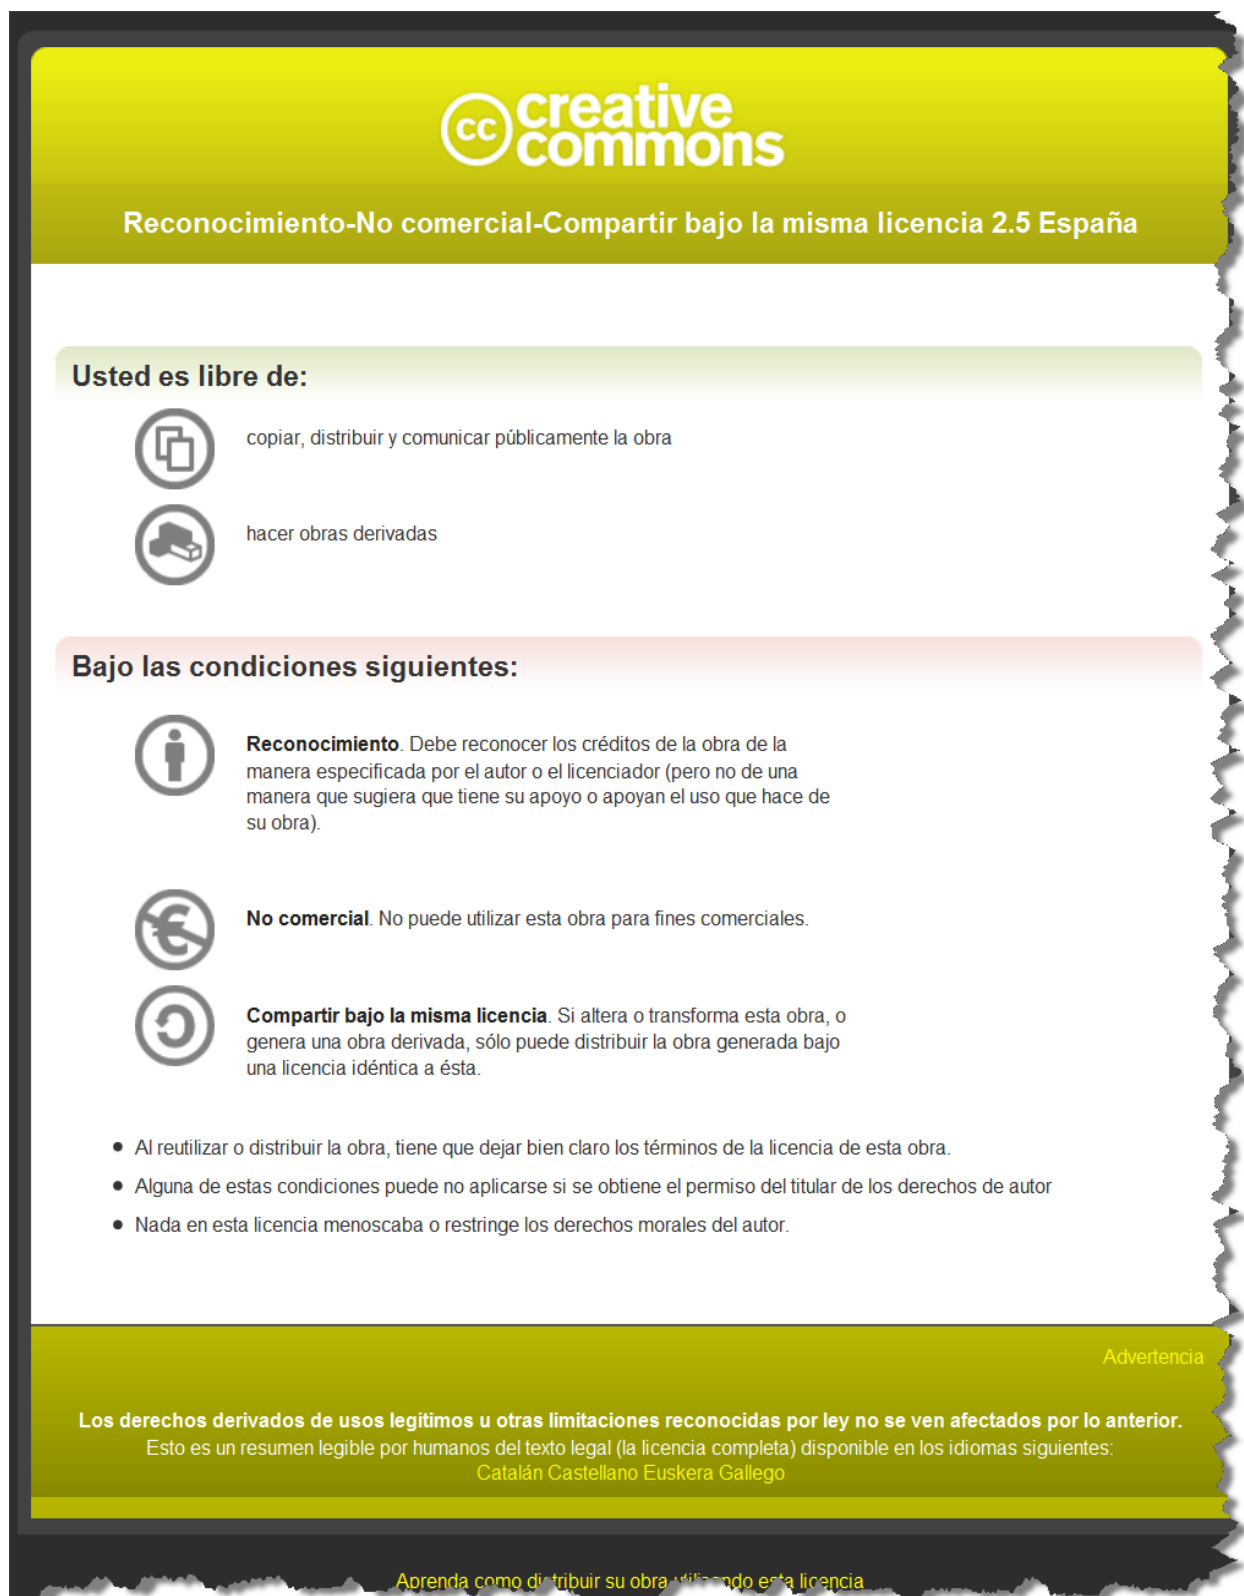 cc creative
commons
Reconocimiento-No comercial-Compartir bajo la misma licencia 2.5 España
Usted es libre de:
copiar, distribuir y comunicar públicamente la obra
hacer obras derivadas
Bajo las condiciones siguientes:
Reconocimiento. Debe reconocer los créditos de la obra de la
manera especificada por el autor o el licenciador (pero no de una
manera que sugiera que tiene su apoyo o apoyan el uso que hace de
su obra).
No comercial. No puede utilizar esta obra para fines comerciales.
Compartir bajo la misma licencia. Si altera o transforma esta obra, o
genera una obra derivada, sólo puede distribuir la obra generada bajo
una licencia idéntica a ésta.
• Al reutilizar o distribuir la obra, tiene que dejar bien claro los términos de la licencia de esta obra.
• Alguna de estas condiciones puede no aplicarse si se obtiene el permiso del titular de los derechos de autor
• Nada en esta licencia menoscaba o restringe los derechos morales del autor.
Advertencia
Los derechos derivados de usos legítimos u otras limitaciones reconocidas por ley no se ven afectados por lo anterior.
Esto es un resumen legible por humanos del texto legal (la licencia completa) disponible en los idiomas siguientes:
Catalán Castellano Euskera Gallego
Aprenda como distribuir su obra utilizando esta licencia